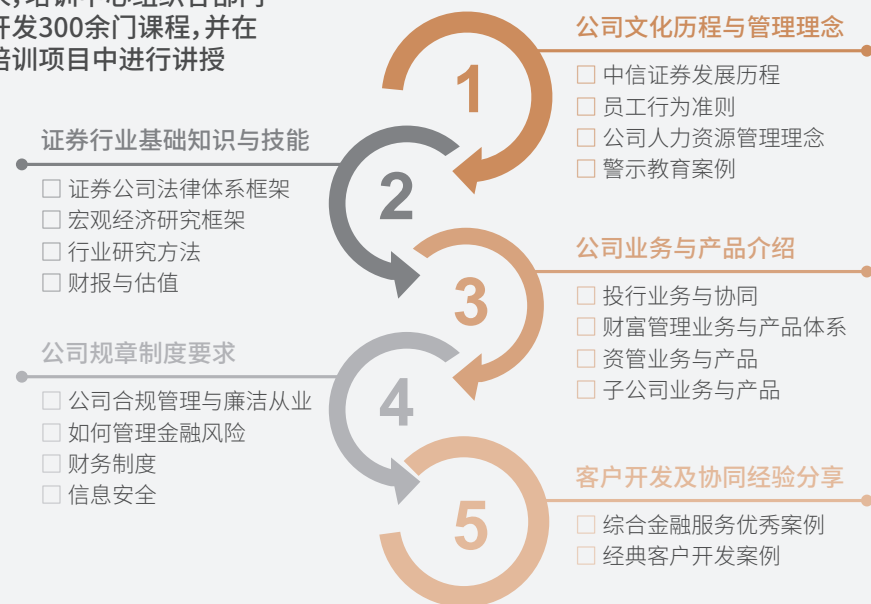 培训中心组织各部门
开发300余门课程,并在
培训项目中进行讲授
1
公司文化历程与管理理念
□ 中信证券发展历程
□ 员工行为准则
□ 公司人力资源管理理念
□ 警示教育案例
证券行业基础知识与技能
2
□ 证券公司法律体系框架
□ 宏观经济研究框架
□ 行业研究方法
□ 财报与估值
公司业务与产品介绍
3
□ 投行业务与协同
□ 财富管理业务与产品体系
□ 资管业务与产品
□ 子公司业务与产品
公司规章制度要求
4
□ 公司合规管理与廉洁从业
□ 如何管理金融风险
□ 财务制度
□ 信息安全
客户开发及协同经验分享
5
□ 综合金融服务优秀案例
□ 经典客户开发案例